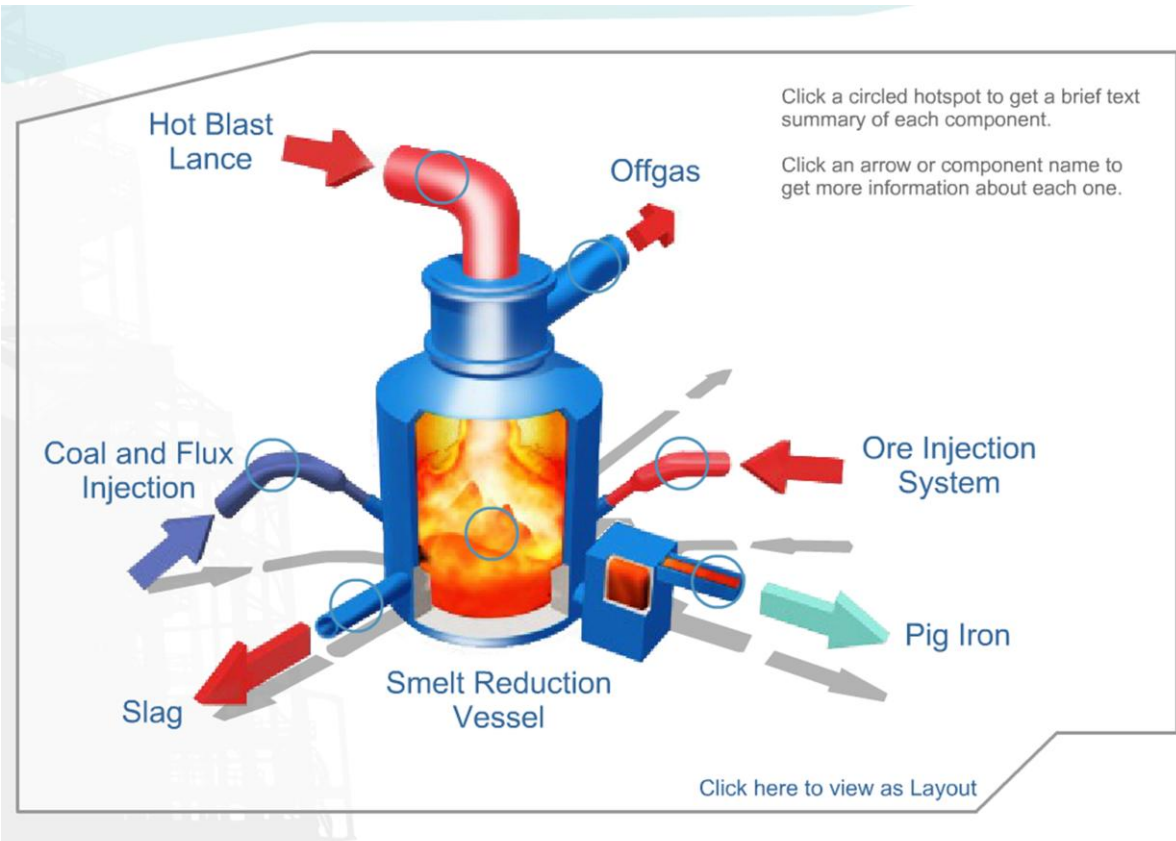 Click a circled hotspot to get a brief text
summary of each component.
Click an arrow or component name to
get more information about each one.
Hot Blast
Lance
Offgas
Coal and Flux
Injection
Ore Injection
System
Pig Iron
Smelt Reduction
Vessel
Slag
Click here to view as Layout